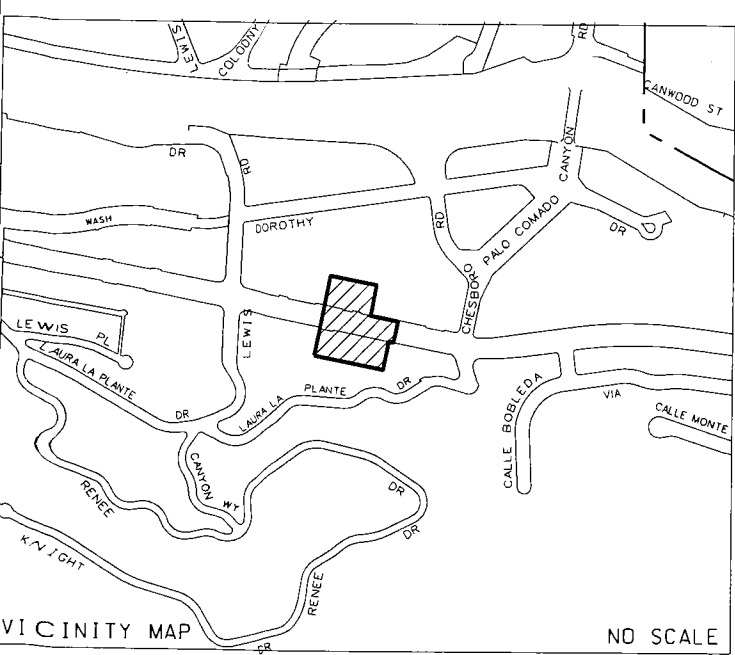 LEWIS
COLODNY
RD
CANWOOD ST
DR
RD
CANYON
WASH
DOROTHY
RD
PALO COMADO
DR
CHESBORO
LEWIS PL
LEWIS
LAURA LA PLANTE DR
LAURA LA PLANTE DR
CALLE BOBLEDA
VIA
CALLE MONTE
CANYON WY
RENEE
DR
DR
KNIGHT
RENEE
DR
VICINITY MAP
NO SCALE